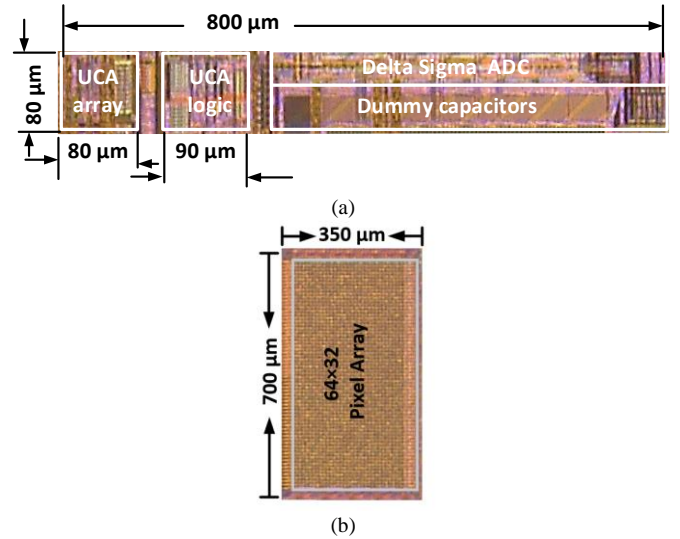 800 µm
UCA
array
UCA
logic
Delta Sigma ADC
Dummy capacitors
80 µm
80 µm
90 µm
(a)
350 µm
700 µm
64×32
Pixel Array
(b)